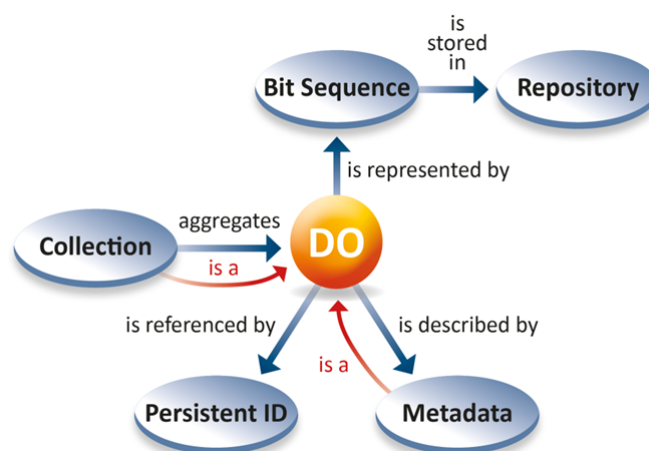 is
stored
in
Bit Sequence
Repository
is represented by
aggregates
DO
Collection
is a
is referenced by
is described by
is a
Persistent ID
Metadata